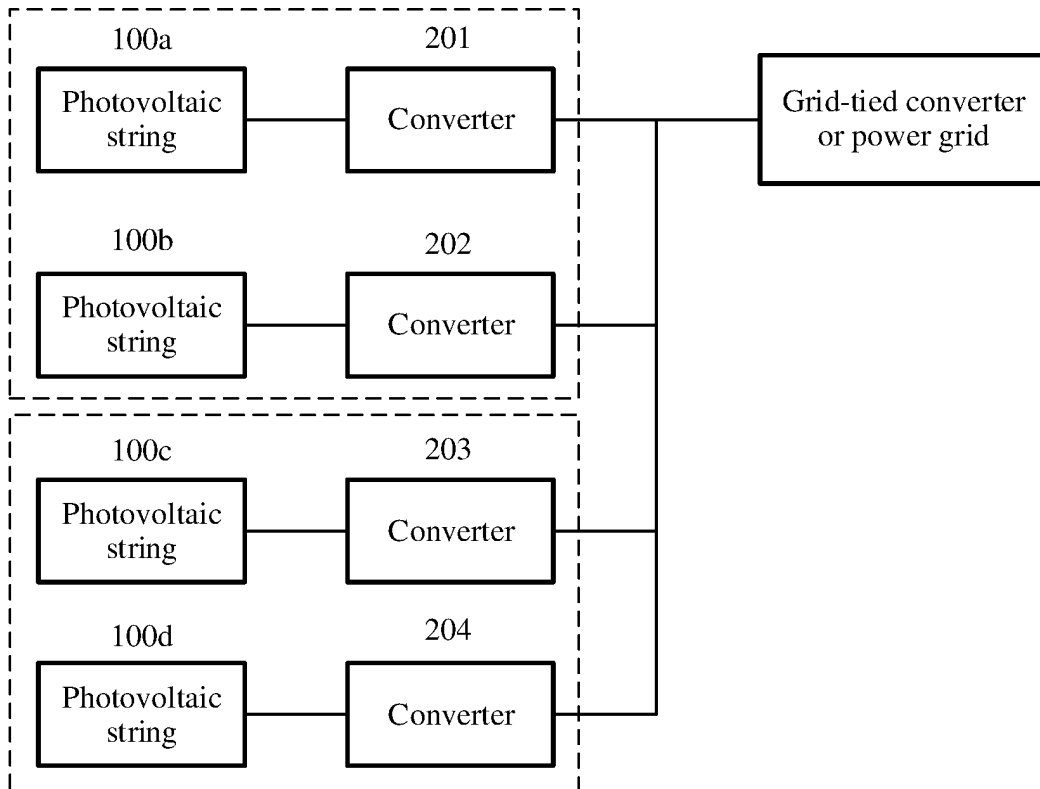 100a
201
Photovoltaic
string
Converter
Grid-tied converter
or power grid
100b
202
Photovoltaic
string
Converter
100c
203
Photovoltaic
string
Converter
100d
204
Photovoltaic
string
Converter